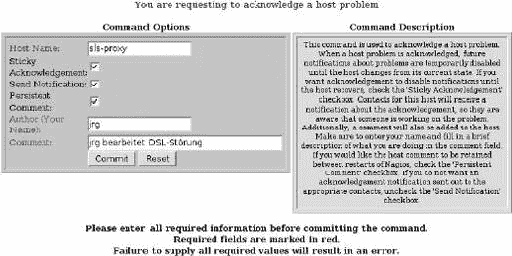 You are requesting to acknowledge a host problem
Command Options
Host Name: sls-proxy
Sticky
Acknowledgement:
Send Notification:
Persistent
Comment:
Author (Your
Name): jrg
Comment: jrg bearbeitet DSL-Störung
Commit Reset
Command Description
This command is used to acknowledge a host problem.
When a host problem is acknowledged, future
notifications about problems are temporarily disabled
until the host changes from its current state. If you
want acknowledgement to disable notifications until
the host recovers, check the 'Sticky Acknowledgement'
checkbox. Contacts for this host will receive a
notification about the acknowledgement, so they are
aware that someone is working on the problem.
Additionally, a comment will also be added to the host.
Make sure to enter your name and fill in a brief
description of what you are doing in the comment field.
If you would like the host comment to be retained
between restarts of Nagios, check the 'Persistent
Comment' checkbox. If you do not want an
acknowledgement notification sent out to the
appropriate contacts, uncheck the 'Send Notification'
checkbox.
Please enter all required information before committing the command.
Required fields are marked in red.
Failure to supply all required values will result in an error.